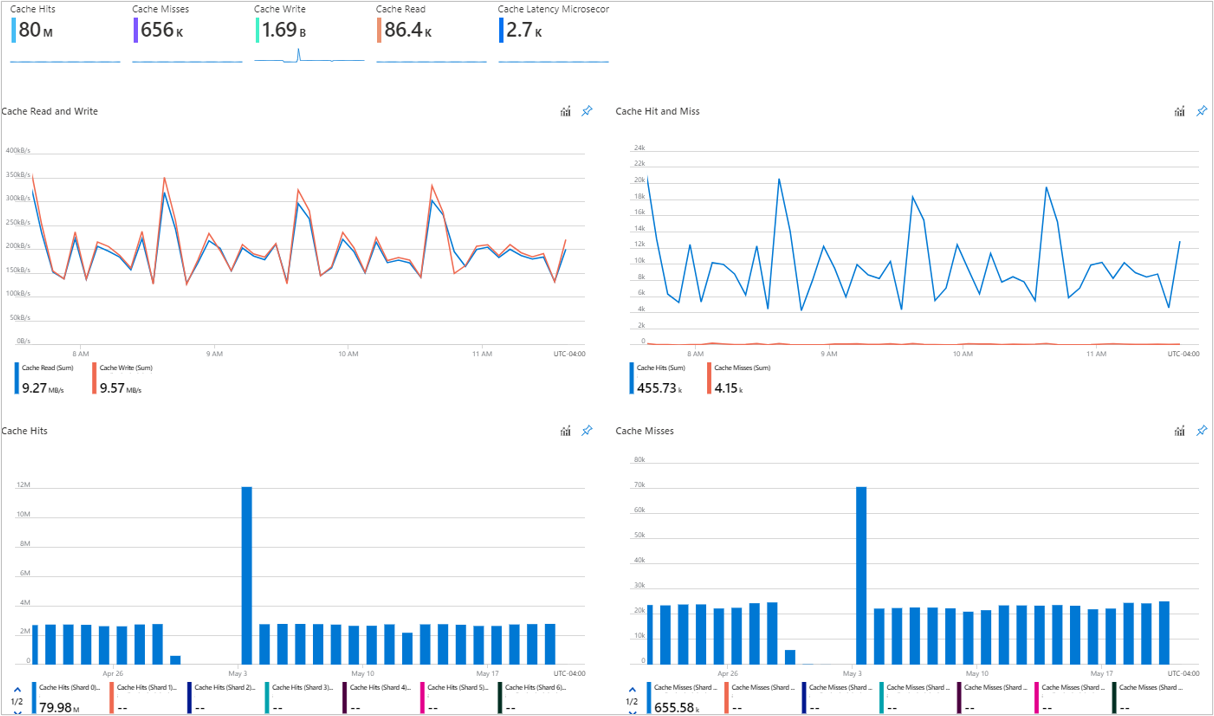 Cache Hits Cache Misses Cache Write Cache Read Cache Latency Microsecor
80 M 656 K 1.69 B 86.4 K 2.7 K
Cache Read and Write
400kB/s
350kB/s
300kB/s
250kB/s
200kB/s
150kB/s
100kB/s
50kB/s
0B/s
8 AM 9 AM 10 AM 11 AM UTC-04:00
Cache Read (Sum) Cache Write (Sum)
9.27 MB/s 9.57 MB/s
Cache Hit and Miss
24k
22k
20k
18k
16k
14k
12k
10k
8k
6k
4k
2k
0
8 AM 9 AM 10 AM 11 AM UTC-04:00
Cache Hits (Sum) Cache Misses (Sum)
455.73 k 4.15 k
Cache Hits
12M
10M
8M
6M
4M
2M
0
Apr 26 May 3 May 10 May 17 UTC-04:00
Cache Hits (Shard 0)... Cache Hits (Shard 1)... Cache Hits (Shard 2)... Cache Hits (Shard 3)... Cache Hits (Shard 4)... Cache Hits (Shard 5)... Cache Hits (Shard 6)...
1/2 79.98 M -- -- -- -- -- --
Cache Misses
80k
70k
60k
50k
40k
30k
20k
10k
0
Apr 26 May 3 May 10 May 17 UTC-04:00
Cache Misses (Shard ... Cache Misses (Shard ... Cache Misses (Shard ... Cache Misses (Shard ... Cache Misses (Shard ... Cache Misses (Shard ... Cache Misses (Shard ...
1/2 655.58 k -- -- -- -- -- --